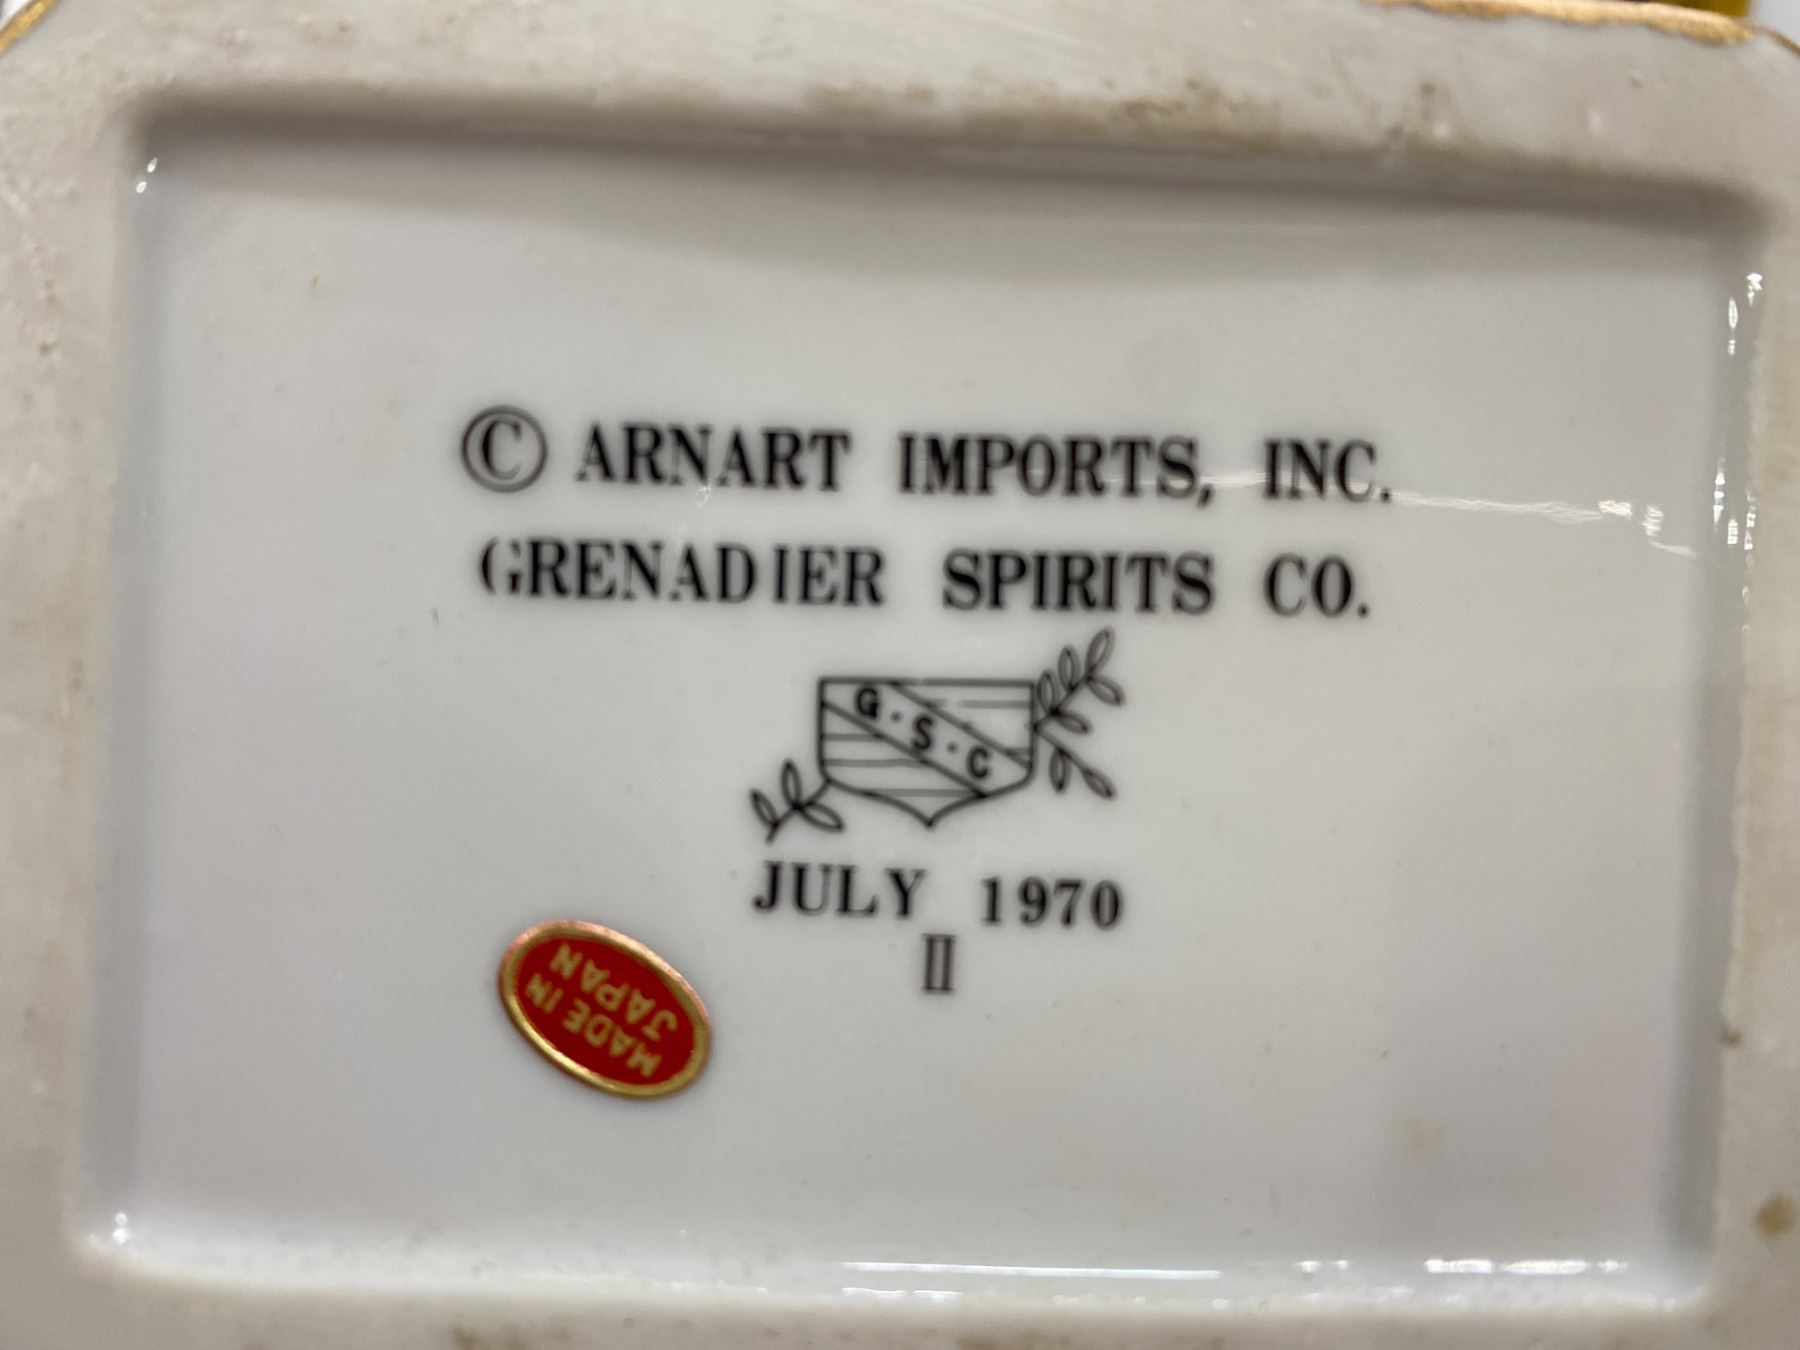 © ARNART IMPORTS, INC.
GRENADIER SPIRITS CO.
G · S · C
JULY 1970
II
MADE IN
JAPAN